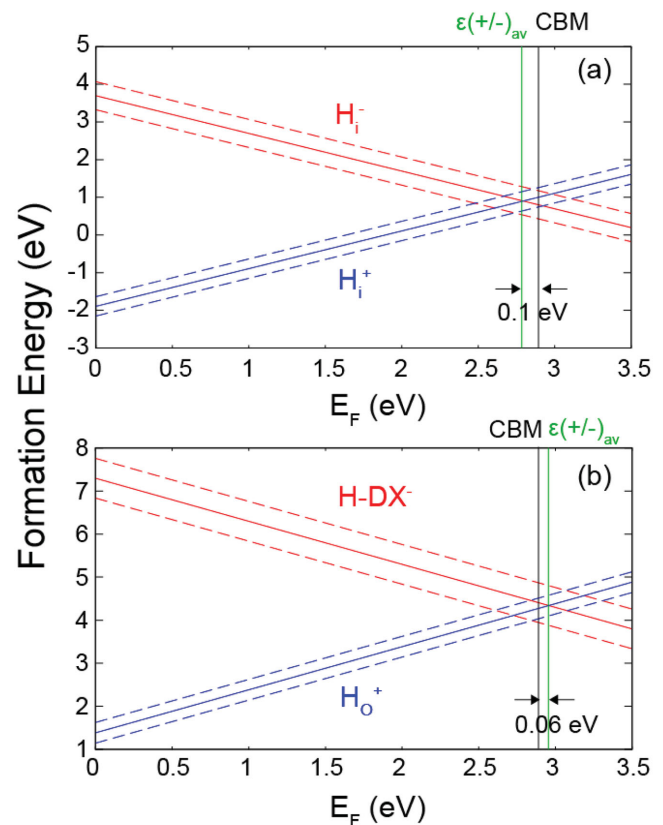 ε(+/-)av CBM
(a)
5
4
3
2
1
0
-1
-2
-3
Hi-
Hi+
0.1 eV
0 0.5 1 1.5 2 2.5 3 3.5
EF (eV)
Formation Energy (eV)
CBM ε(+/-)av
(b)
8
7
6
5
4
3
2
1
H-DX-
HO+
0.06 eV
0 0.5 1 1.5 2 2.5 3 3.5
EF (eV)